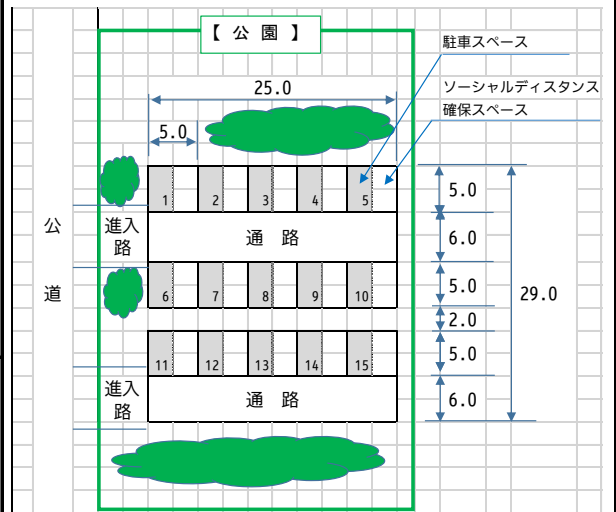 【 公 園 】
駐車スペース
25.0
ソーシャルディスタンス
確保スペース
5.0
1
2
3
4
5
5.0
公
道
進入
路
通 路
6.0
6
7
8
9
10
5.0
29.0
2.0
11
12
13
14
15
5.0
進入
路
通 路
6.0